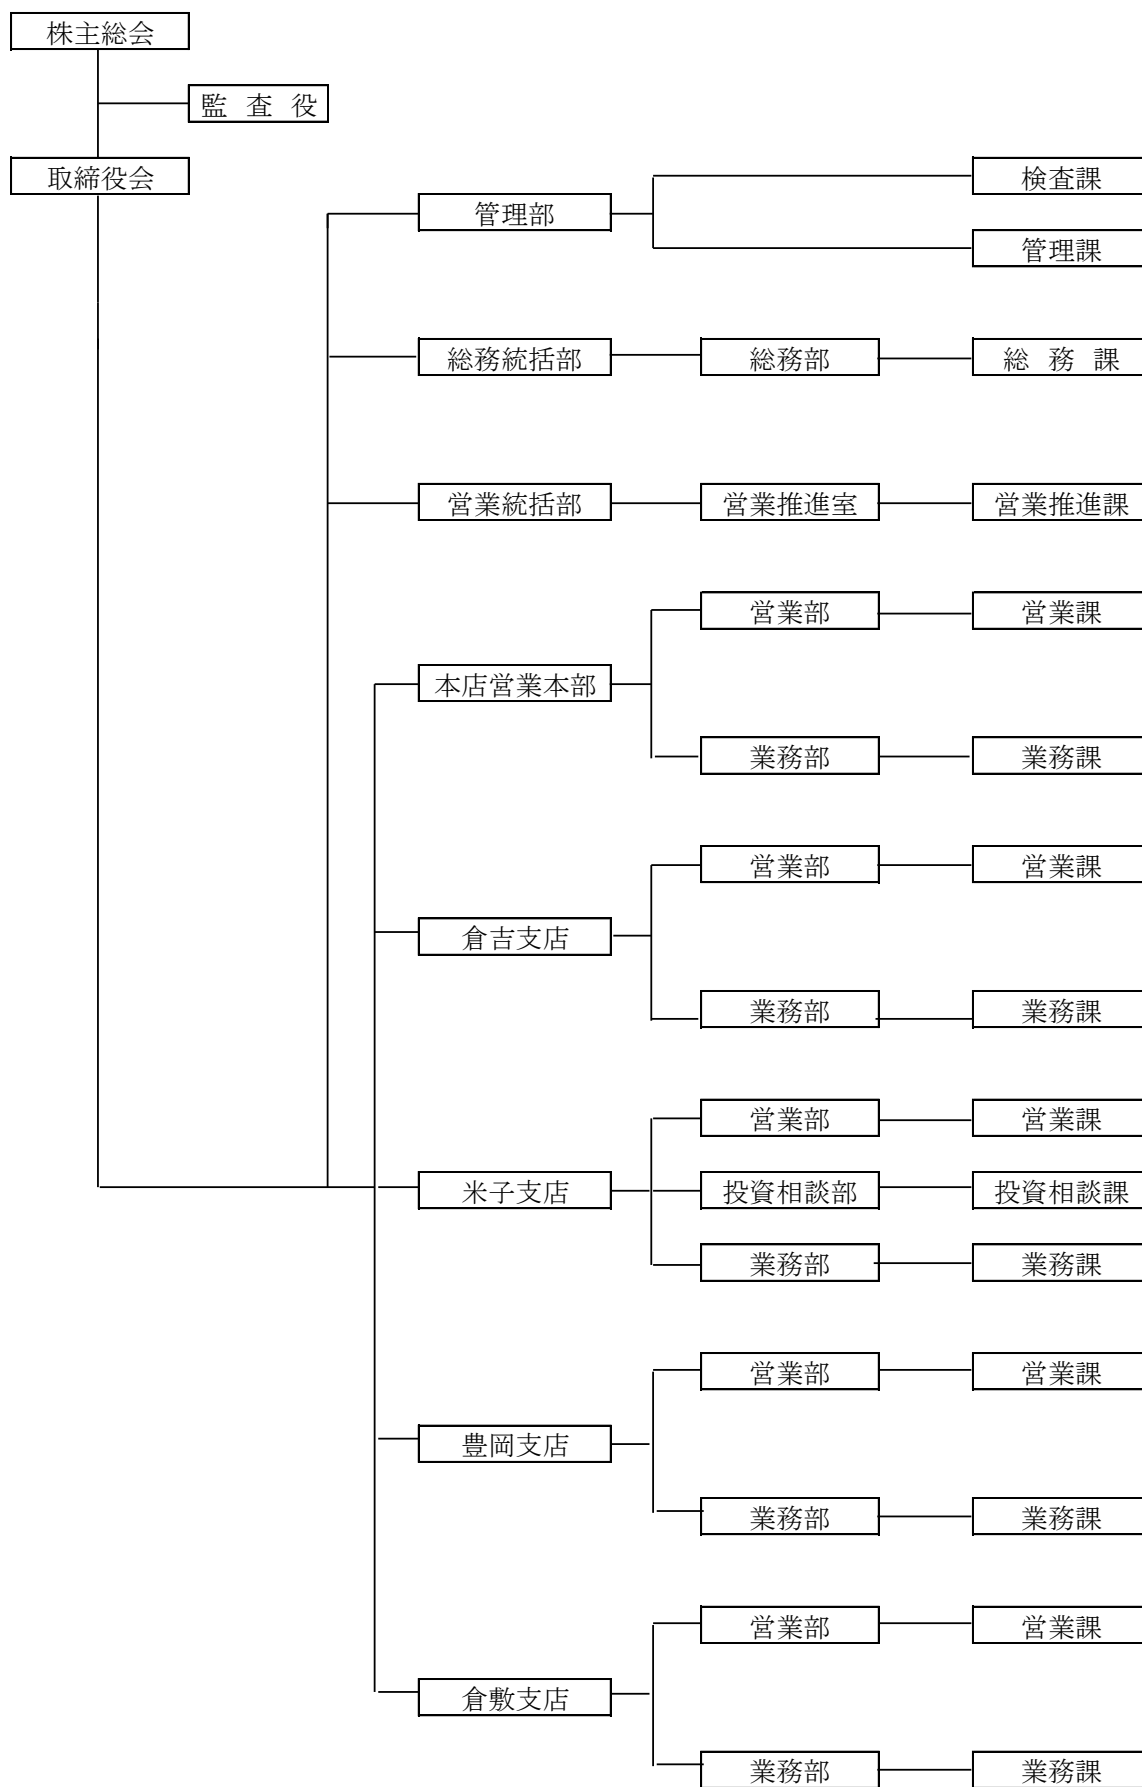 株主総会
監 査 役
取締役会
検査課
管理部
管理課
総務統括部 総務部 総 務 課
営業統括部 営業推進室 営業推進課
営業部 営業課
本店営業本部
業務部 業務課
営業部 営業課
倉吉支店
業務部 業務課
営業部 営業課
米子支店 投資相談部 投資相談課
業務部 業務課
営業部 営業課
豊岡支店
業務部 業務課
営業部 営業課
倉敷支店
業務部 業務課